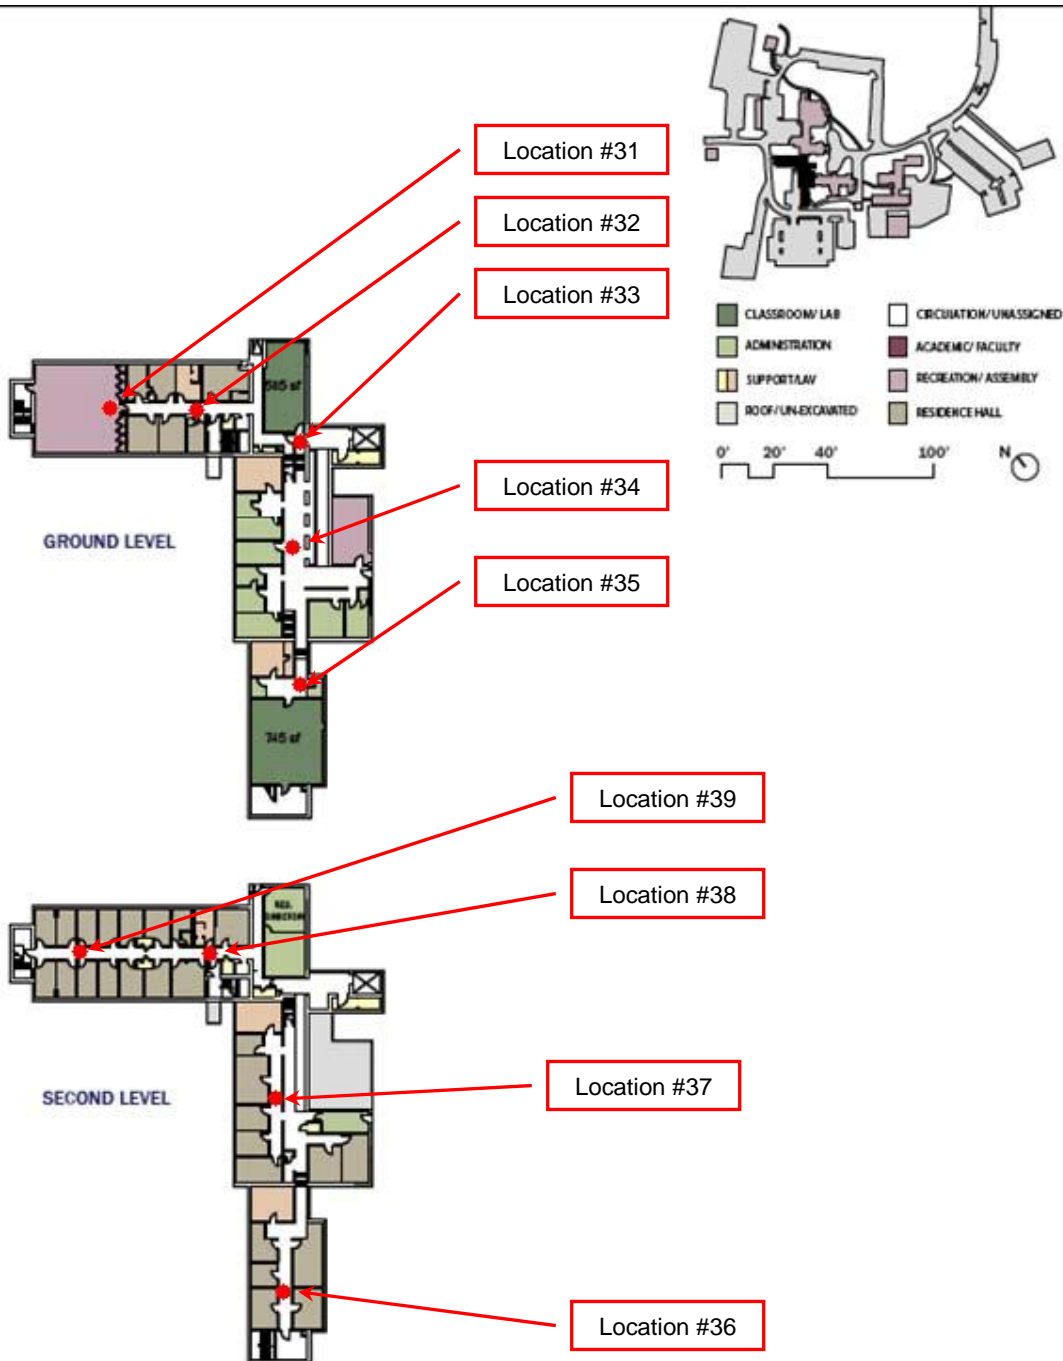 Location #31
Location #32
Location #33
CLASSROOM/ LAB
CIRCULATION/ UNASSIGNED
ADMINISTRATION
ACADEMIC/ FACULTY
SUPPORT/LAV
RECREATION/ ASSEMBLY
ROOF/ UN-EXCAVATED
RESIDENCE HALL
0' 20' 40' 100' N
585 sf
Location #34
GROUND LEVEL
Location #35
745 sf
Location #39
Location #38
SECOND LEVEL
Location #37
Location #36